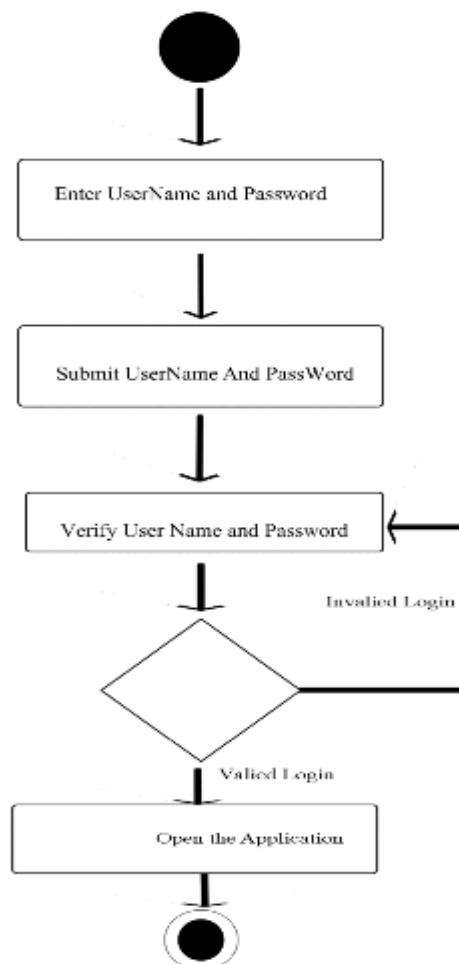 Enter UserName and Password
Submit UserName And PassWord
Verify User Name and Password
Invalied Login
Valied Login
Open the Application